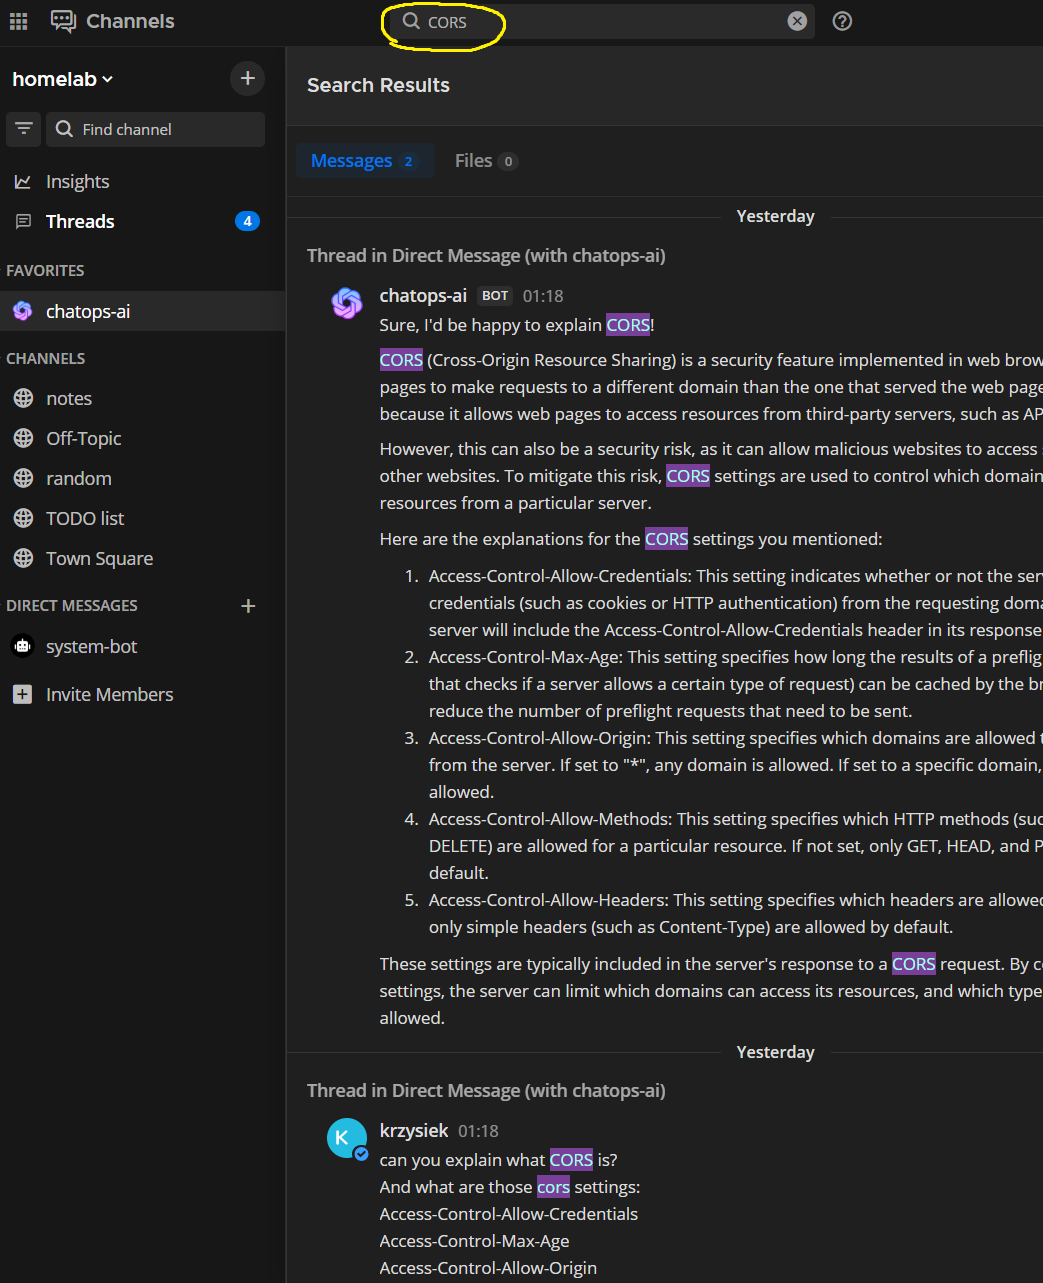 Channels
CORS
homelab
Find channel
Insights
Threads
4
FAVORITES
chatops-ai
CHANNELS
notes
Off-Topic
random
TODO list
Town Square
DIRECT MESSAGES
system-bot
Invite Members
Search Results
Messages 2
Files 0
Yesterday
Thread in Direct Message (with chatops-ai)
chatops-ai BOT 01:18
Sure, I'd be happy to explain CORS!
CORS (Cross-Origin Resource Sharing) is a security feature implemented in web brow
pages to make requests to a different domain than the one that served the web page
because it allows web pages to access resources from third-party servers, such as AP
However, this can also be a security risk, as it can allow malicious websites to access
other websites. To mitigate this risk, CORS settings are used to control which domain
resources from a particular server.
Here are the explanations for the CORS settings you mentioned:
1. Access-Control-Allow-Credentials: This setting indicates whether or not the ser
credentials (such as cookies or HTTP authentication) from the requesting doma
server will include the Access-Control-Allow-Credentials header in its response
2. Access-Control-Max-Age: This setting specifies how long the results of a preflig
that checks if a server allows a certain type of request) can be cached by the br
reduce the number of preflight requests that need to be sent.
3. Access-Control-Allow-Origin: This setting specifies which domains are allowed t
from the server. If set to "*", any domain is allowed. If set to a specific domain,
allowed.
4. Access-Control-Allow-Methods: This setting specifies which HTTP methods (suc
DELETE) are allowed for a particular resource. If not set, only GET, HEAD, and P
default.
5. Access-Control-Allow-Headers: This setting specifies which headers are allowed
only simple headers (such as Content-Type) are allowed by default.
These settings are typically included in the server's response to a CORS request. By c
settings, the server can limit which domains can access its resources, and which type
allowed.
Yesterday
Thread in Direct Message (with chatops-ai)
K
krzysiek 01:18
can you explain what CORS is?
And what are those cors settings:
Access-Control-Allow-Credentials
Access-Control-Max-Age
Access-Control-Allow-Origin